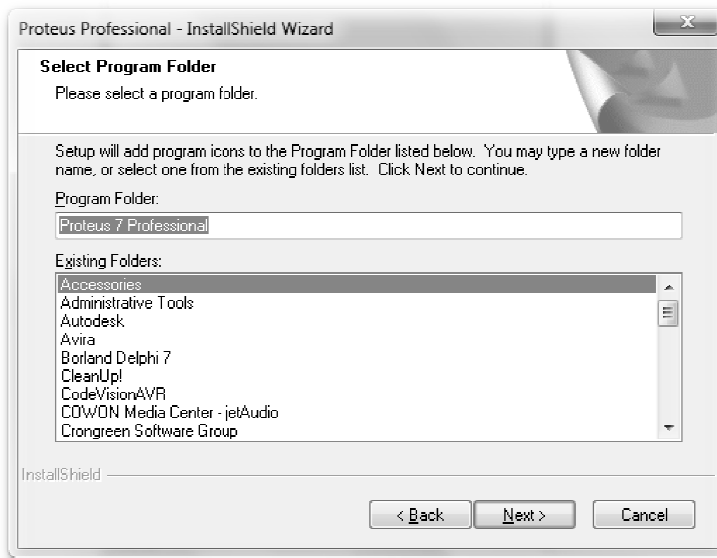 Proteus Professional - InstallShield Wizard
Select Program Folder
Please select a program folder.
Setup will add program icons to the Program Folder listed below. You may type a new folder
name, or select one from the existing folders list. Click Next to continue.
Program Folder:
Proteus 7 Professional
Existing Folders:
Accessories
Administrative Tools
Autodesk
Avira
Borland Delphi 7
CleanUp!
CodeVisionAVR
COWON Media Center - jetAudio
Crongreen Software Group
InstallShield
< Back
Next >
Cancel